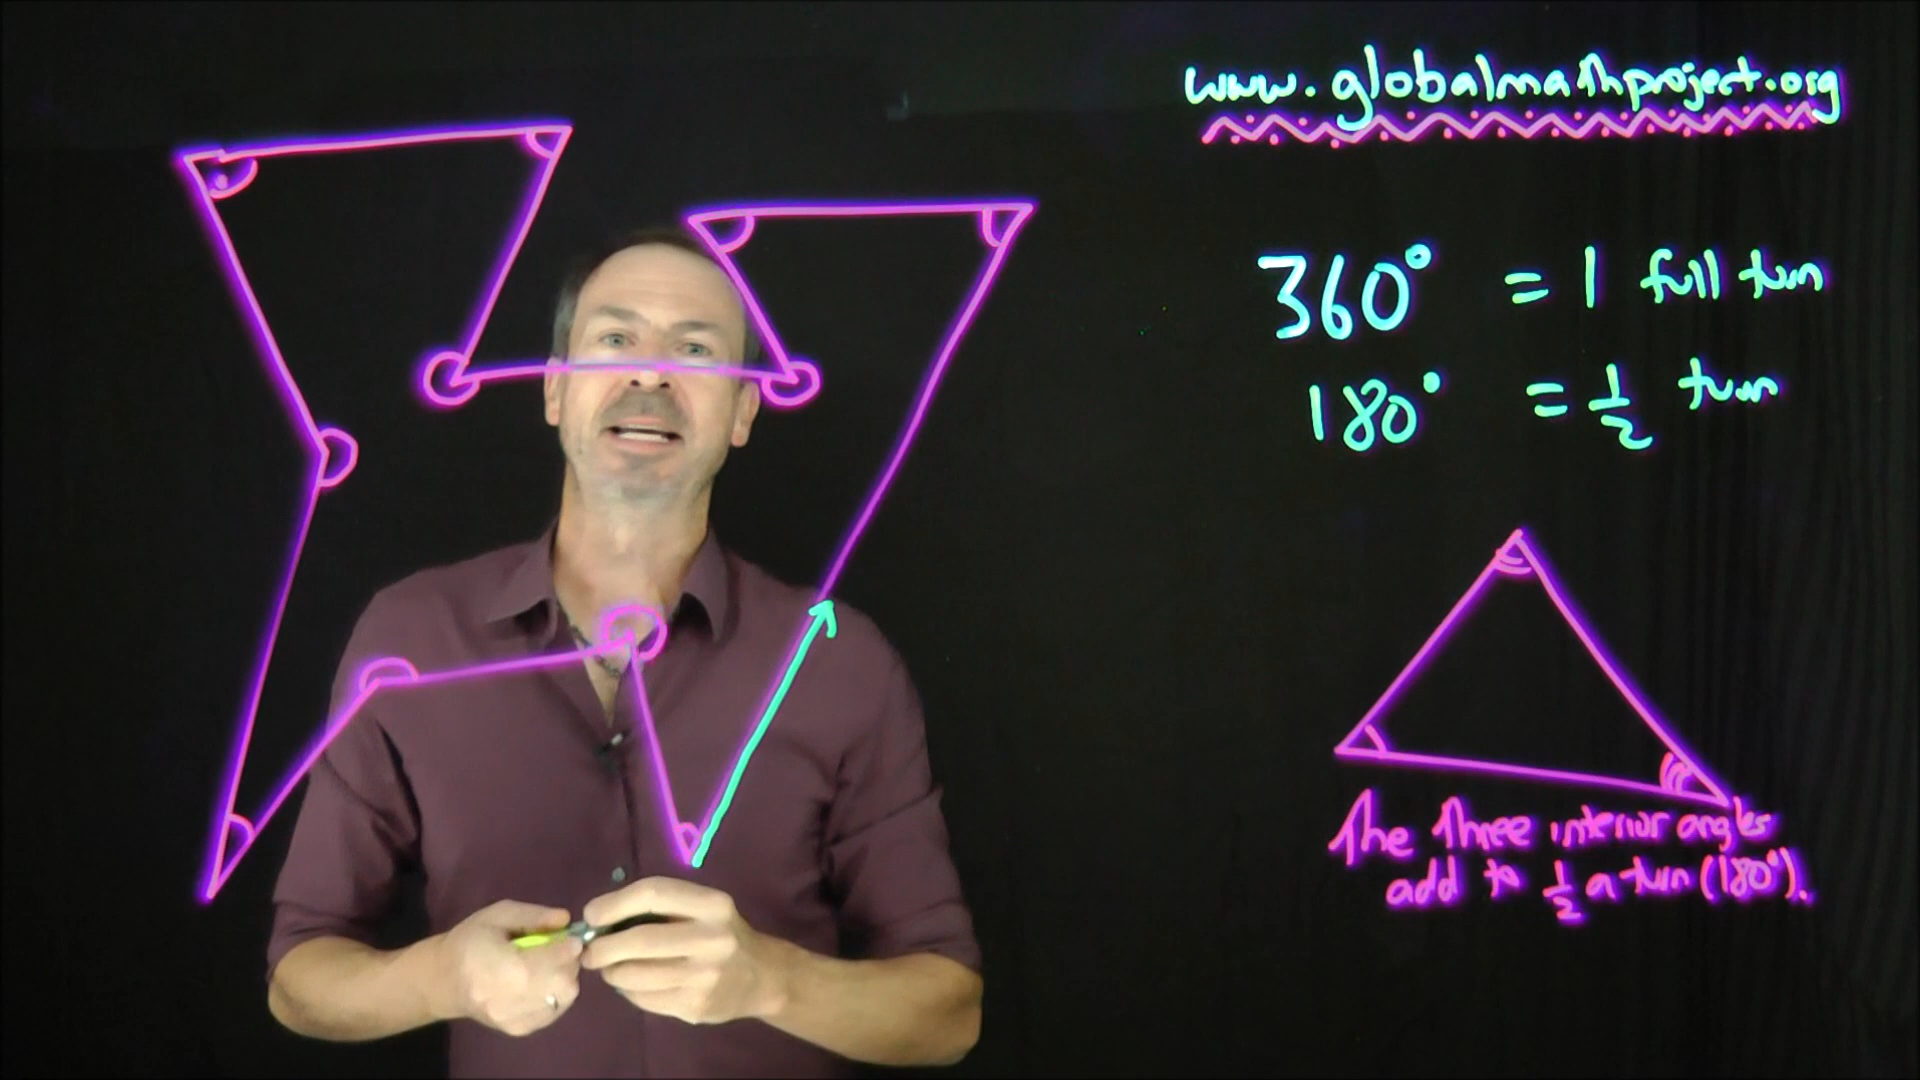 www.globalmathproject.org
360° = 1 full turn
180° = 1/2 turn
The three interior angles
add to 1/2 a turn (180°).